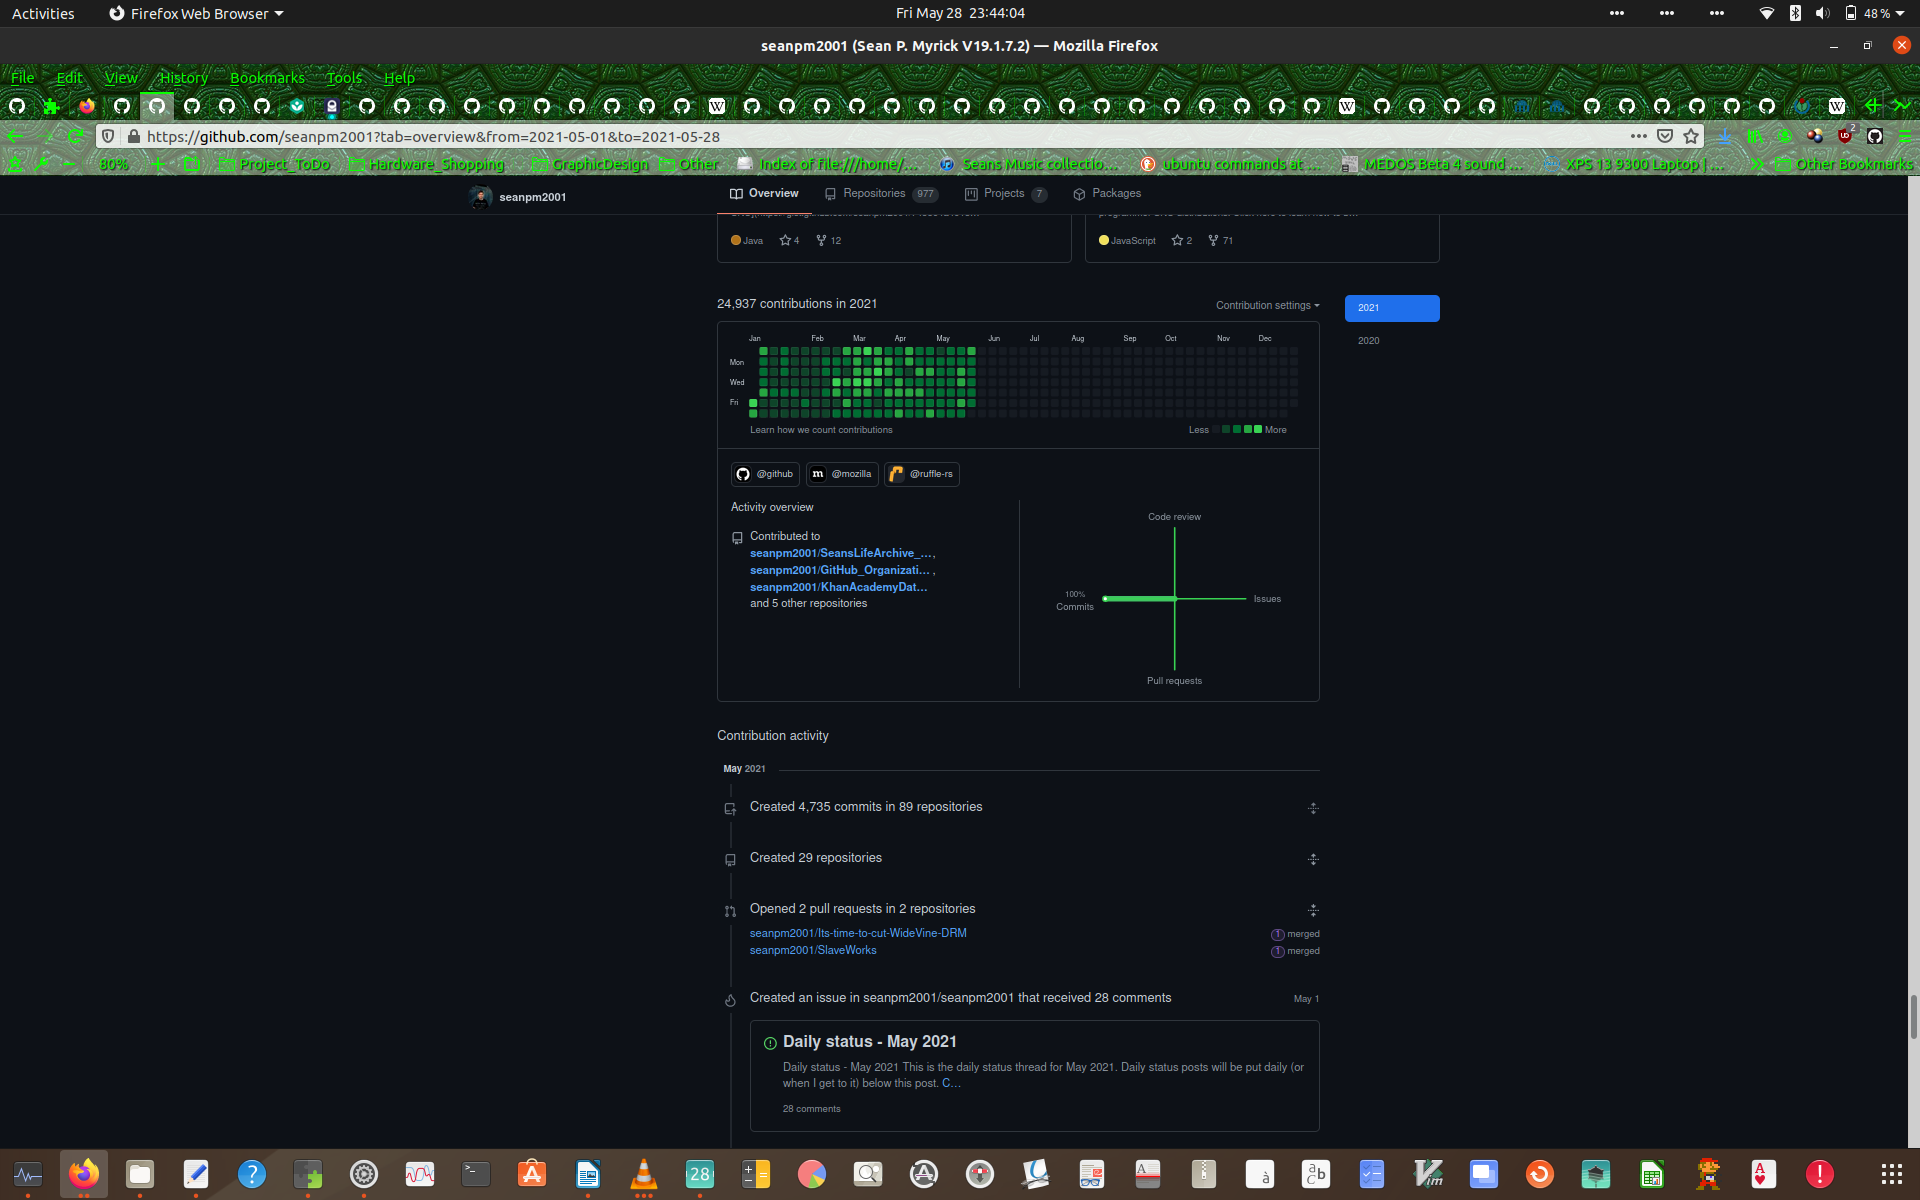 Activities Firefox Web Browser Fri May 28 23:44:04 48 %
seanpm2001 (Sean P. Myrick V19.1.7.2) — Mozilla Firefox
File Edit View History Bookmarks Tools Help
https://github.com/seanpm2001?tab=overview&from=2021-05-01&to=2021-05-28 2
80% Project_ToDo Hardware_Shopping GraphicDesign Other Index of file:///home/… Seans Music collectio… ubuntu commands at … MEDOS Beta 4 sound … XPS 13 9300 Laptop | … Other Bookmarks
seanpm2001 Overview Repositories 977 Projects 7 Packages
Java 4 12 JavaScript 2 71
24,937 contributions in 2021 Contribution settings 2021
2020
Jan Feb Mar Apr May Jun Jul Aug Sep Oct Nov Dec
Mon
Wed
Fri
Learn how we count contributions Less More
@github @mozilla @ruffle-rs
Activity overview
Contributed to
seanpm2001/SeansLifeArchive_…,
seanpm2001/GitHub_Organizati… ,
seanpm2001/KhanAcademyDat…
and 5 other repositories
Code review
100%
Commits
Issues
Pull requests
Contribution activity
May 2021
Created 4,735 commits in 89 repositories
Created 29 repositories
Opened 2 pull requests in 2 repositories
seanpm2001/Its-time-to-cut-WideVine-DRM 1 merged
seanpm2001/SlaveWorks 1 merged
Created an issue in seanpm2001/seanpm2001 that received 28 comments May 1
Daily status - May 2021
Daily status - May 2021 This is the daily status thread for May 2021. Daily status posts will be put daily (or
when I get to it) below this post. C…
28 comments
28